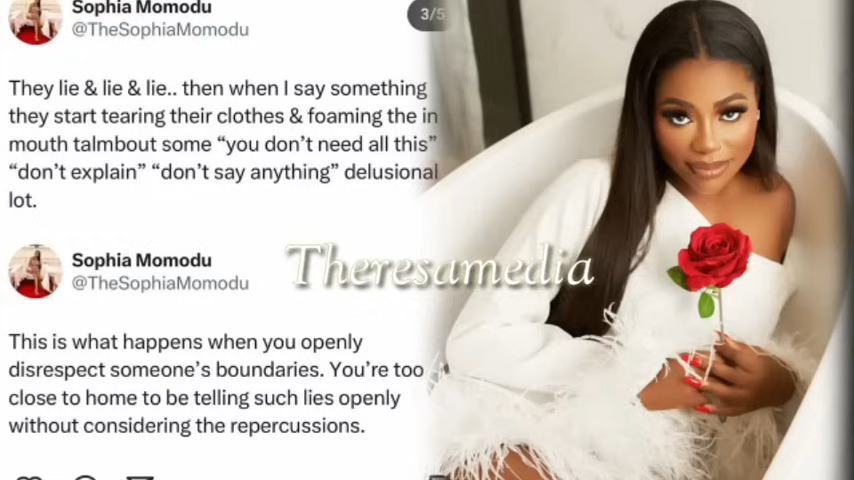 Sophia Momodu
3/5
@TheSophiaMomodu
They lie & lie & lie.. then when I say something
they start tearing their clothes & foaming the in
mouth talmbout some “you don’t need all this”
“don’t explain” “don’t say anything” delusional
lot.
Sophia Momodu
@TheSophiaMomodu
Theresamedia
This is what happens when you openly
disrespect someone’s boundaries. You’re too
close to home to be telling such lies openly
without considering the repercussions.